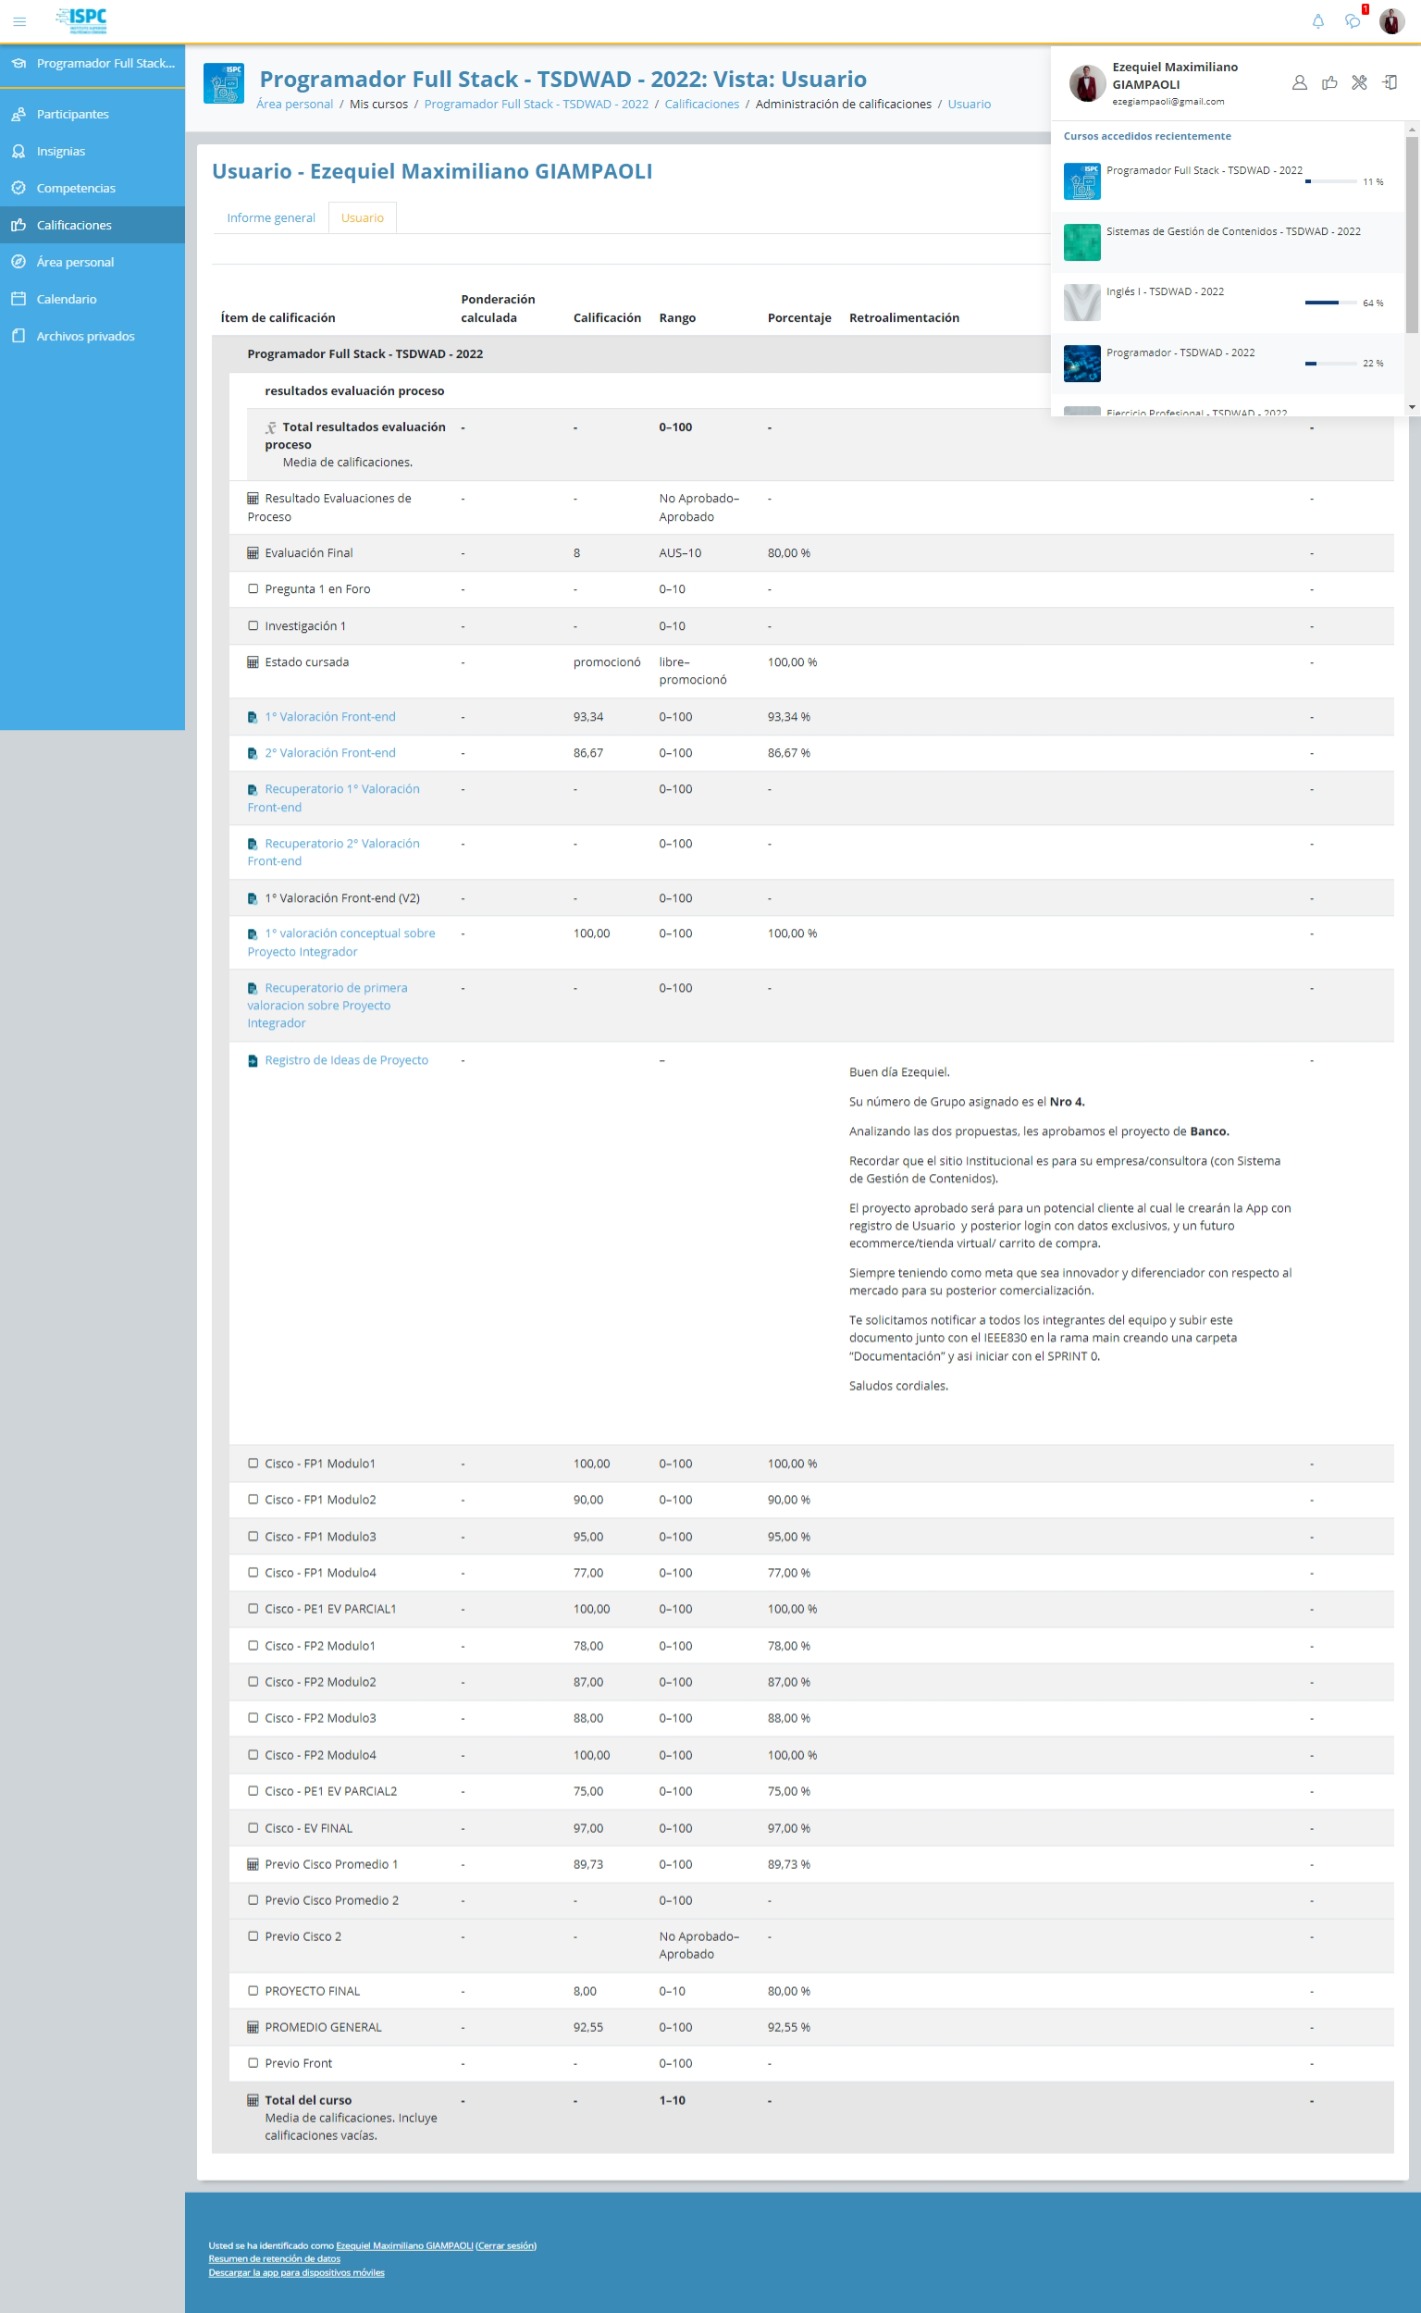 ISPC
INSTITUTO SUPERIOR
POLITÉCNICO CÓRDOBA
1
Programador Full Stack...
Participantes
Insignias
Competencias
Calificaciones
Área personal
Calendario
Archivos privados
ISPC
Programador Full Stack - TSDWAD - 2022: Vista: Usuario
Área personal / Mis cursos / Programador Full Stack - TSDWAD - 2022 / Calificaciones / Administración de calificaciones / Usuario
Ezequiel Maximiliano
GIAMPAOLI
ezegiampaoli@gmail.com
Cursos accedidos recientemente
ISPC
Programador Full Stack - TSDWAD - 2022 11 %
Sistemas de Gestión de Contenidos - TSDWAD - 2022
Inglés I - TSDWAD - 2022 64 %
Programador - TSDWAD - 2022 22 %
Ejercicio Profesional - TSDWAD - 2022
Usuario - Ezequiel Maximiliano GIAMPAOLI
Informe general Usuario
Ítem de calificación Ponderación calculada Calificación Rango Porcentaje Retroalimentación
Programador Full Stack - TSDWAD - 2022
resultados evaluación proceso
x̄ Total resultados evaluación - - 0–100 - -
proceso
Media de calificaciones.
Resultado Evaluaciones de - - No Aprobado– - -
Proceso Aprobado
Evaluación Final - 8 AUS–10 80,00 % -
Pregunta 1 en Foro - - 0–10 - -
Investigación 1 - - 0–10 - -
Estado cursada - promocionó libre– 100,00 % -
promocionó
1° Valoración Front-end - 93,34 0–100 93,34 % -
2° Valoración Front-end - 86,67 0–100 86,67 % -
Recuperatorio 1° Valoración - - 0–100 - -
Front-end
Recuperatorio 2° Valoración - - 0–100 - -
Front-end
1° Valoración Front-end (V2) - - 0–100 - -
1° valoración conceptual sobre - 100,00 0–100 100,00 % -
Proyecto Integrador
Recuperatorio de primera - - 0–100 - -
valoracion sobre Proyecto
Integrador
Registro de Ideas de Proyecto - – -
Buen día Ezequiel.
Su número de Grupo asignado es el Nro 4.
Analizando las dos propuestas, les aprobamos el proyecto de Banco.
Recordar que el sitio Institucional es para su empresa/consultora (con Sistema
de Gestión de Contenidos).
El proyecto aprobado será para un potencial cliente al cual le crearán la App con
registro de Usuario y posterior login con datos exclusivos, y un futuro
ecommerce/tienda virtual/ carrito de compra.
Siempre teniendo como meta que sea innovador y diferenciador con respecto al
mercado para su posterior comercialización.
Te solicitamos notificar a todos los integrantes del equipo y subir este
documento junto con el IEEE830 en la rama main creando una carpeta
“Documentación” y asi iniciar con el SPRINT 0.
Saludos cordiales.
Cisco - FP1 Modulo1 - 100,00 0–100 100,00 % -
Cisco - FP1 Modulo2 - 90,00 0–100 90,00 % -
Cisco - FP1 Modulo3 - 95,00 0–100 95,00 % -
Cisco - FP1 Modulo4 - 77,00 0–100 77,00 % -
Cisco - PE1 EV PARCIAL1 - 100,00 0–100 100,00 % -
Cisco - FP2 Modulo1 - 78,00 0–100 78,00 % -
Cisco - FP2 Modulo2 - 87,00 0–100 87,00 % -
Cisco - FP2 Modulo3 - 88,00 0–100 88,00 % -
Cisco - FP2 Modulo4 - 100,00 0–100 100,00 % -
Cisco - PE1 EV PARCIAL2 - 75,00 0–100 75,00 % -
Cisco - EV FINAL - 97,00 0–100 97,00 % -
Previo Cisco Promedio 1 - 89,73 0–100 89,73 % -
Previo Cisco Promedio 2 - - 0–100 - -
Previo Cisco 2 - - No Aprobado– - -
Aprobado
PROYECTO FINAL - 8,00 0–10 80,00 % -
PROMEDIO GENERAL - 92,55 0–100 92,55 % -
Previo Front - - 0–100 - -
Total del curso - - 1–10 - -
Media de calificaciones. Incluye
calificaciones vacías.
Usted se ha identificado como Ezequiel Maximiliano GIAMPAOLI (Cerrar sesión)
Resumen de retención de datos
Descargar la app para dispositivos móviles